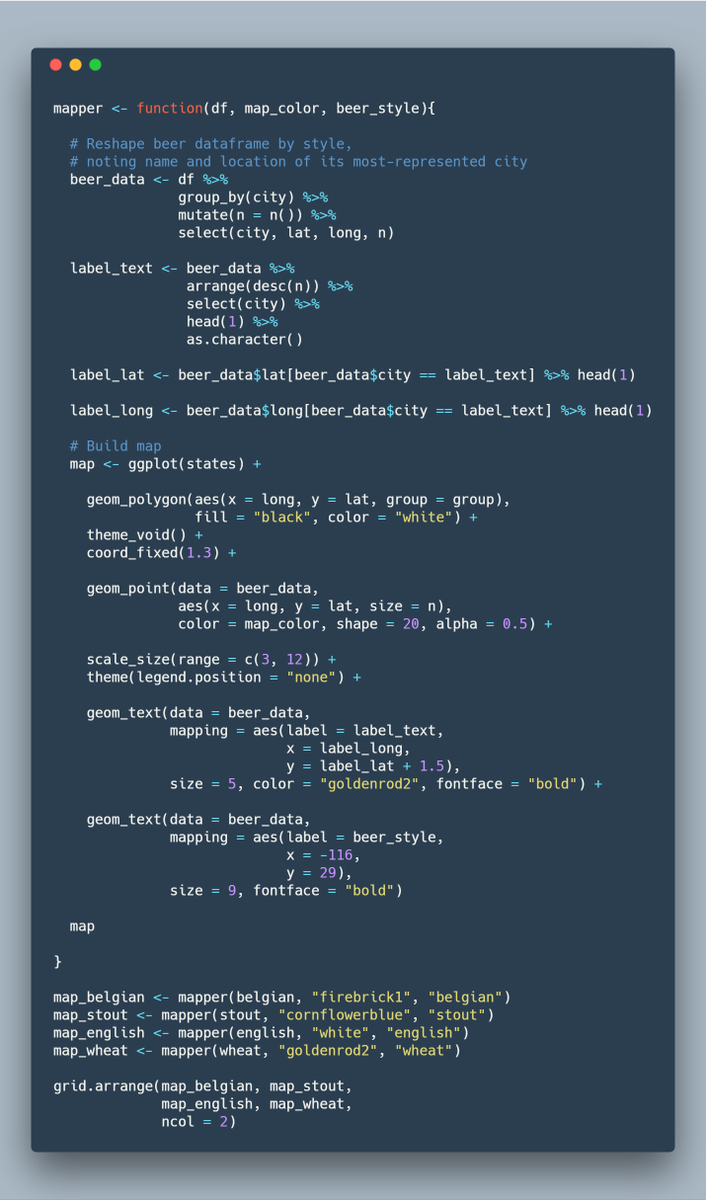 mapper <- function(df, map_color, beer_style){
# Reshape beer dataframe by style,
# noting name and location of its most-represented city
beer_data <- df %>%
group_by(city) %>%
mutate(n = n()) %>%
select(city, lat, long, n)
label_text <- beer_data %>%
arrange(desc(n)) %>%
select(city) %>%
head(1) %>%
as.character()
label_lat <- beer_data$lat[beer_data$city == label_text] %>% head(1)
label_long <- beer_data$long[beer_data$city == label_text] %>% head(1)
# Build map
map <- ggplot(states) +
geom_polygon(aes(x = long, y = lat, group = group),
fill = "black", color = "white") +
theme_void() +
coord_fixed(1.3) +
geom_point(data = beer_data,
aes(x = long, y = lat, size = n),
color = map_color, shape = 20, alpha = 0.5) +
scale_size(range = c(3, 12)) +
theme(legend.position = "none") +
geom_text(data = beer_data,
mapping = aes(label = label_text,
x = label_long,
y = label_lat + 1.5),
size = 5, color = "goldenrod2", fontface = "bold") +
geom_text(data = beer_data,
mapping = aes(label = beer_style,
x = -116,
y = 29),
size = 9, fontface = "bold")
map
}
map_belgian <- mapper(belgian, "firebrick1", "belgian")
map_stout <- mapper(stout, "cornflowerblue", "stout")
map_english <- mapper(english, "white", "english")
map_wheat <- mapper(wheat, "goldenrod2", "wheat")
grid.arrange(map_belgian, map_stout,
map_english, map_wheat,
ncol = 2)